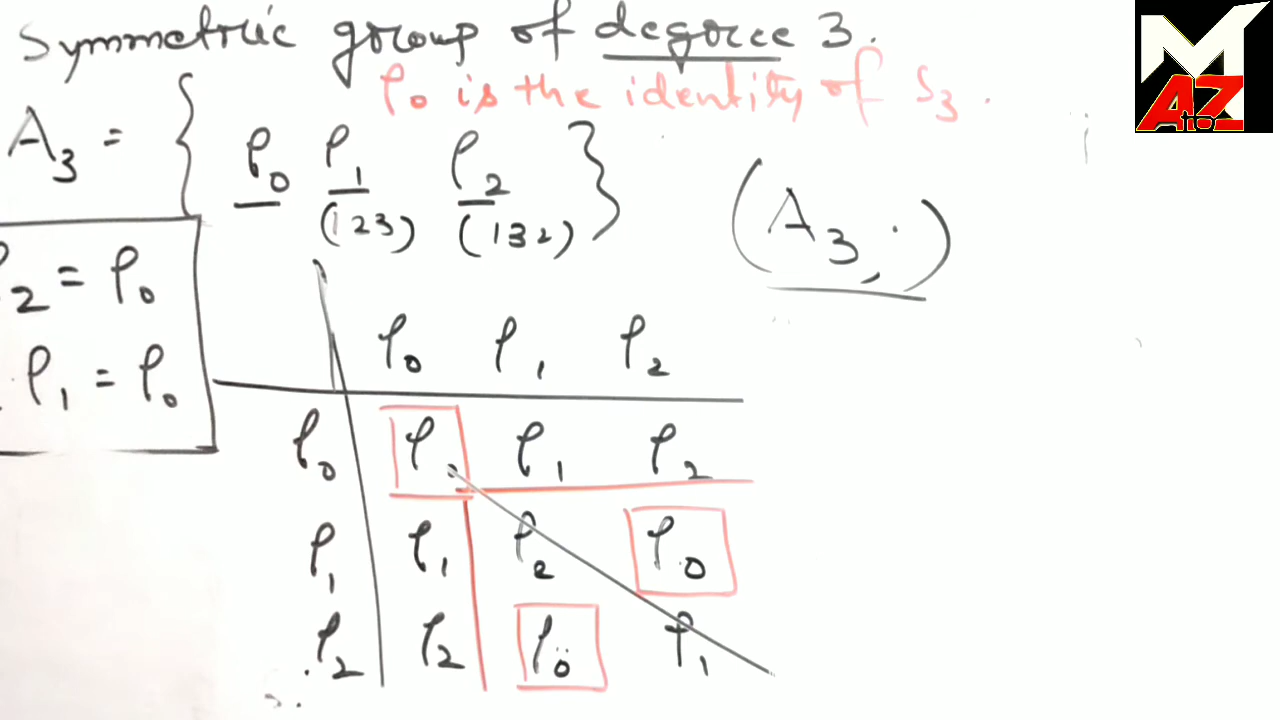 Symmetric group of degree 3.
ρ₀ is the identity of S₃.
A₃ = { ρ₀ ρ₁ ρ₂ }
(123) (132)
(A₃, ·)
₂ = ρ₀
ρ₁ = ρ₀
ρ₀ ρ₁ ρ₂
ρ₀ ρ. ρ₁ ρ₂
ρ₁ ρ₁ ρ₂ ρ₀
ρ₂ ρ₂ ρ₀ ρ₁
M
AtoZ